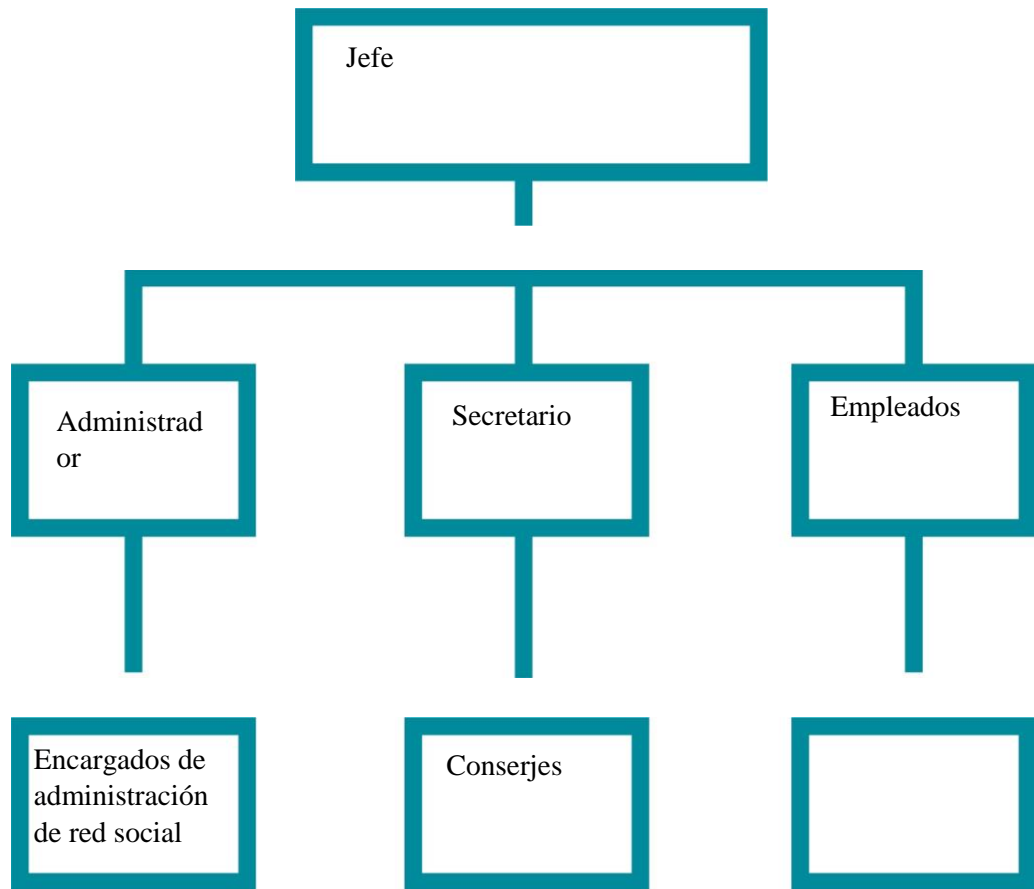 Jefe
Administrad
or
Secretario
Empleados
Encargados de
administración
de red social
Conserjes